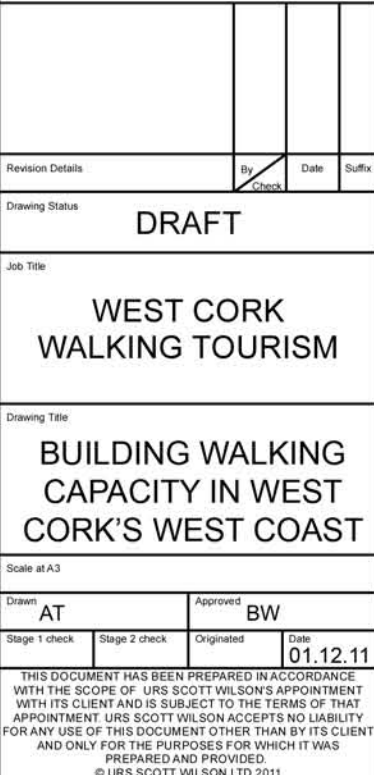 Revision Details
By
Check
Date
Suffix
Drawing Status
DRAFT
Job Title
WEST CORK
WALKING TOURISM
Drawing Title
BUILDING WALKING
CAPACITY IN WEST
CORK'S WEST COAST
Scale at A3
Drawn
AT
Approved
BW
Stage 1 check
Stage 2 check
Originated
Date
01.12.11
THIS DOCUMENT HAS BEEN PREPARED IN ACCORDANCE
WITH THE SCOPE OF URS SCOTT WILSON'S APPOINTMENT
WITH ITS CLIENT AND IS SUBJECT TO THE TERMS OF THAT
APPOINTMENT. URS SCOTT WILSON ACCEPTS NO LIABILITY
FOR ANY USE OF THIS DOCUMENT OTHER THAN BY ITS CLIENT
AND ONLY FOR THE PURPOSES FOR WHICH IT WAS
PREPARED AND PROVIDED.
© URS SCOTT WILSON LTD 2011